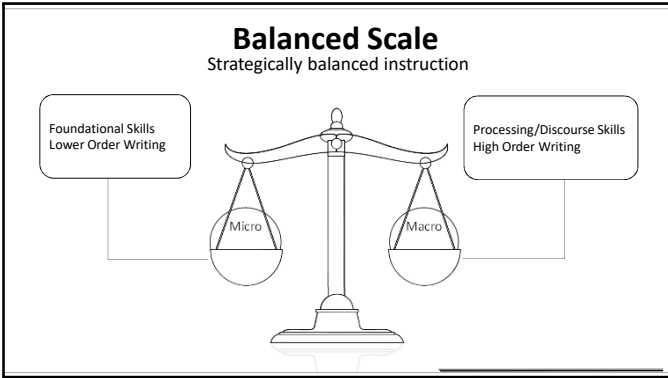 Balanced Scale
Strategically balanced instruction
Foundational Skills
Lower Order Writing
Processing/Discourse Skills
High Order Writing
Micro
Macro